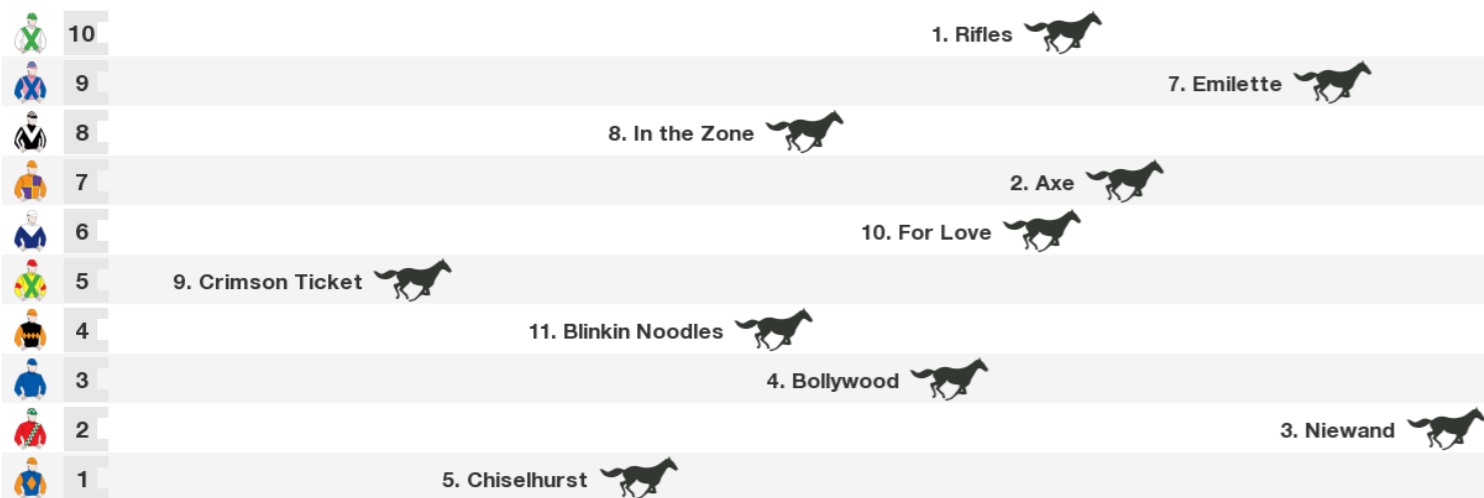 10 1. Rifles
9 7. Emilette
8 8. In the Zone
7 2. Axe
6 10. For Love
5 9. Crimson Ticket
4 11. Blinkin Noodles
3 4. Bollywood
2 3. Niewand
1 5. Chiselhurst